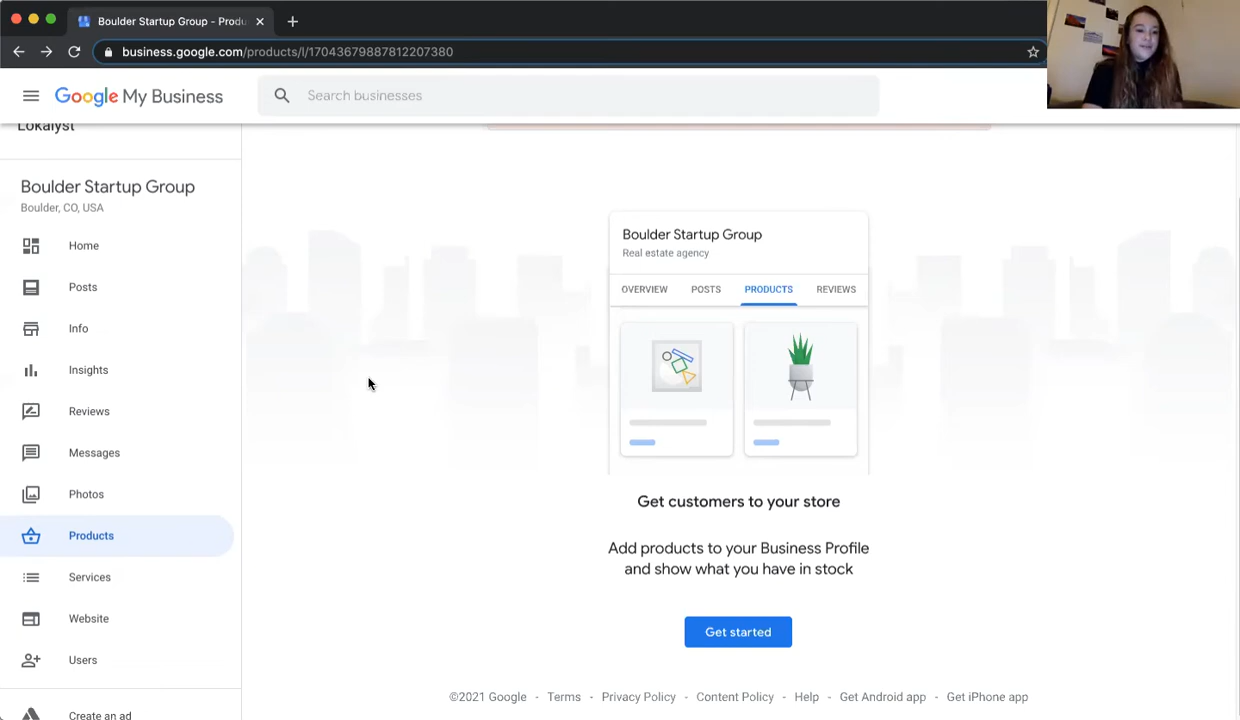 Boulder Startup Group - Produ
business.google.com/products/l/17043679887812207380
Google My Business
Search businesses
Lokalyst
Boulder Startup Group
Boulder, CO, USA
Home
Posts
Info
Insights
Reviews
Messages
Photos
Products
Services
Website
Users
Create an ad
Boulder Startup Group
Real estate agency
OVERVIEW POSTS PRODUCTS REVIEWS
Get customers to your store
Add products to your Business Profile
and show what you have in stock
Get started
©2021 Google - Terms - Privacy Policy - Content Policy - Help - Get Android app - Get iPhone app